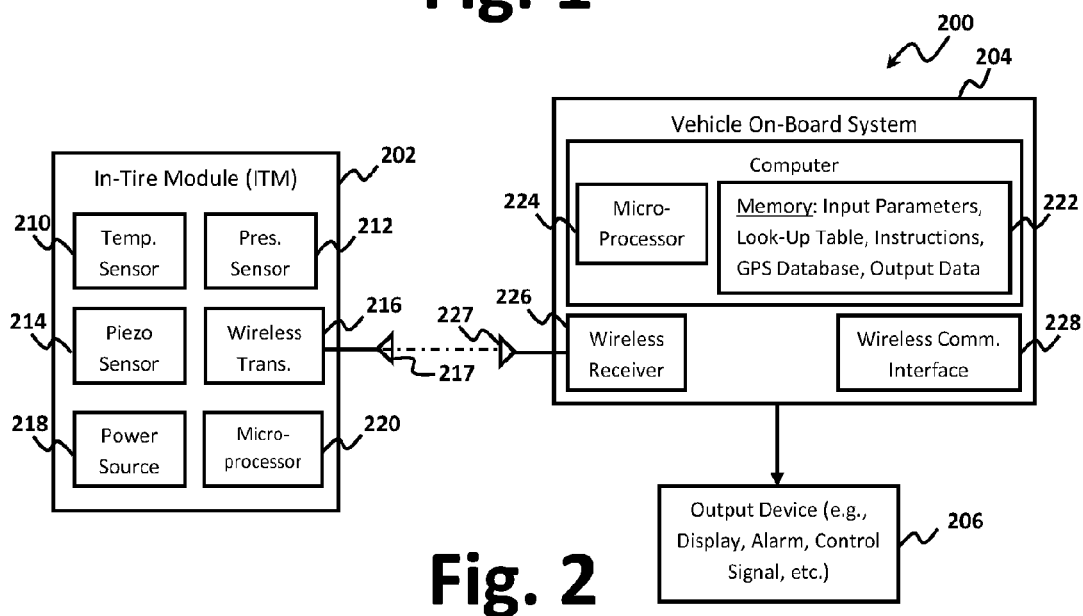 Fig. 1
200
204
Vehicle On-Board System
Computer
224
Micro-
Processor
Memory: Input Parameters,
Look-Up Table, Instructions,
GPS Database, Output Data
222
202
In-Tire Module (ITM)
210
Temp.
Sensor
Pres.
Sensor
212
214
Piezo
Sensor
Wireless
Trans.
216
217
227
226
Wireless
Receiver
Wireless Comm.
Interface
228
218
Power
Source
Micro-
processor
220
Output Device (e.g.,
Display, Alarm, Control
Signal, etc.)
206
Fig. 2